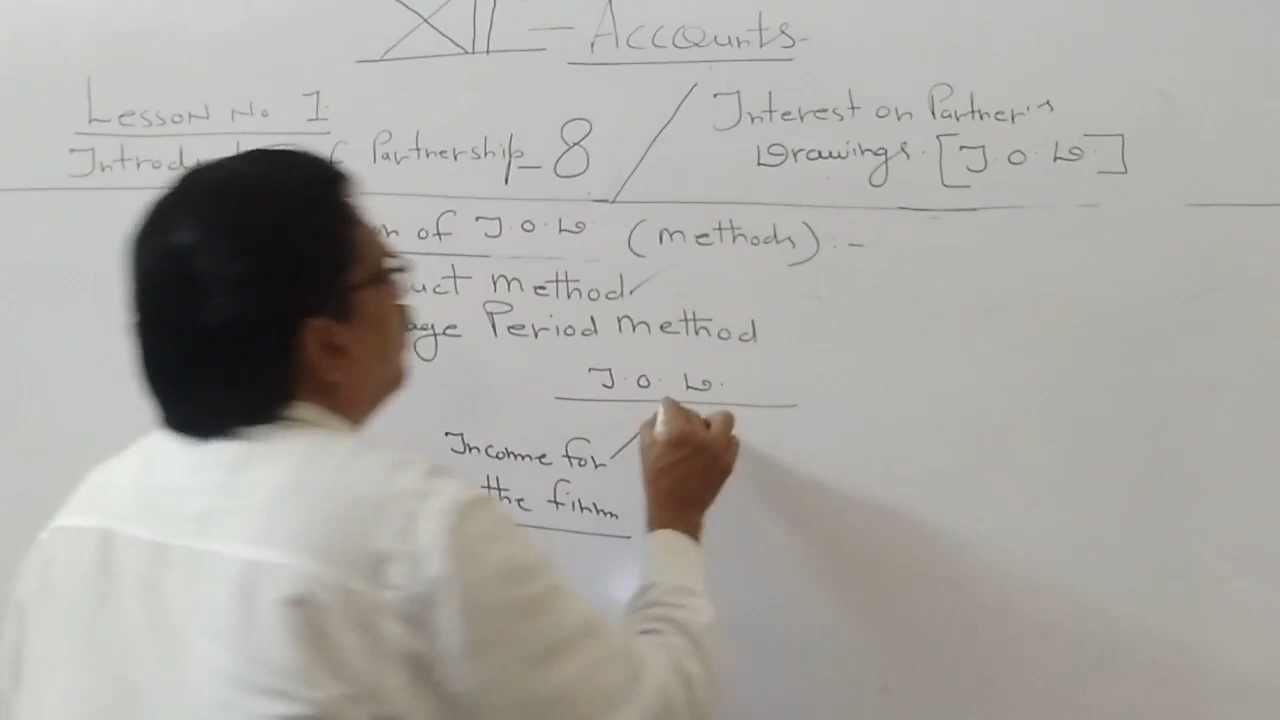 XII - Accounts
Lesson No 1
Partnership - 8
Interest on Partner's
Drawings. [I.O.D.]
of I.O.D (methods). -
method
Period method
I.O.D.
Income for
the firm